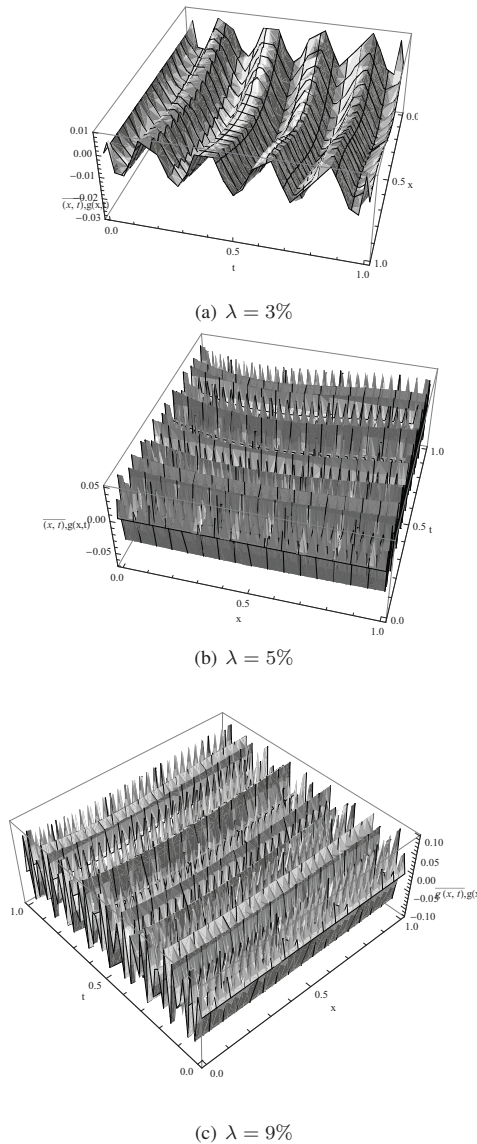 0.01
0.00
−0.01
−0.02
(x, t),g(x,t)
−0.03
0.0
0.5
t
1.0
0.5
x
1.0
(a) λ = 3%
0.05
0.00
(x, t),g(x,t)
−0.05
0.0
0.5
x
1.0
0.0
0.5
t
1.0
(b) λ = 5%
1.0
0.5
t
0.0
0.0
0.5
x
1.0
0.10
0.05
0.00
−0.05
g (x, t),g(x
−0.10
(c) λ = 9%